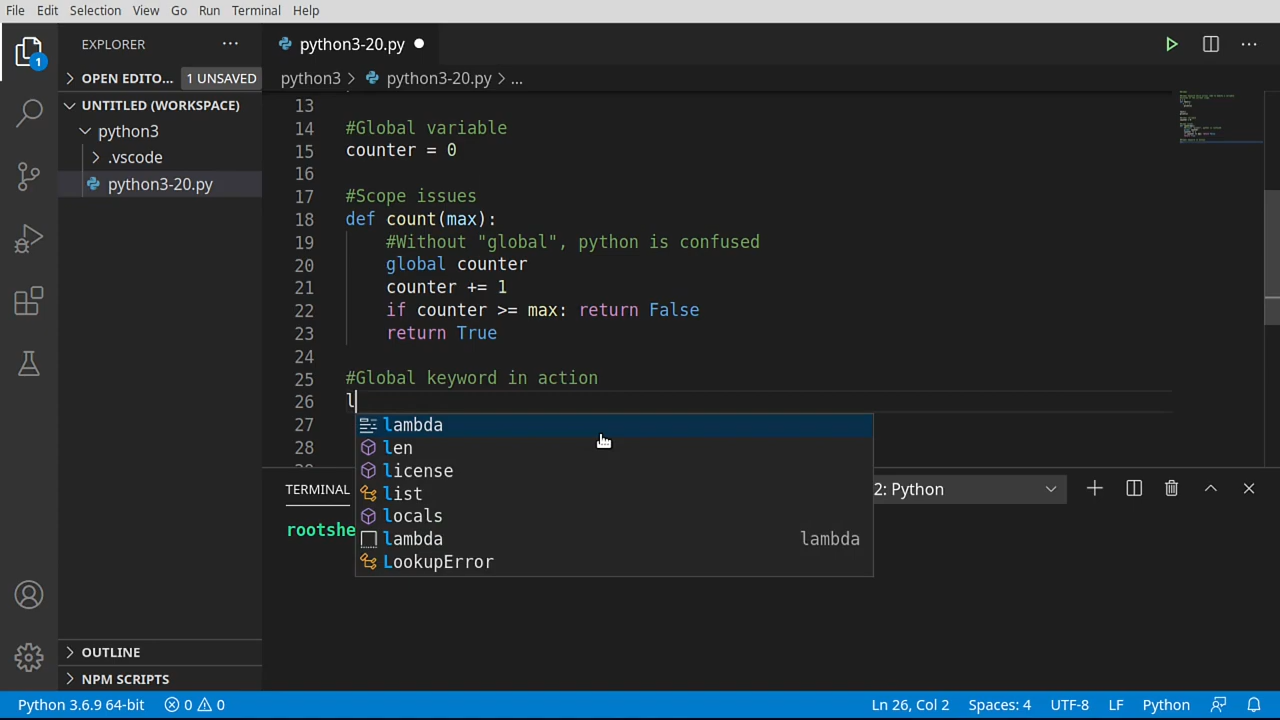 File Edit Selection View Go Run Terminal Help
EXPLORER
python3-20.py
1
OPEN EDITO... 1 UNSAVED
python3 > python3-20.py > ...
UNTITLED (WORKSPACE)
python3
.vscode
python3-20.py
13
14 #Global variable
15 counter = 0
16
17 #Scope issues
18 def count(max):
19 #Without "global", python is confused
20 global counter
21 counter += 1
22 if counter >= max: return False
23 return True
24
25 #Global keyword in action
26 l
27
28
lambda
len
license
list
locals
lambda lambda
LookupError
TERMINAL
2: Python
rootshe
OUTLINE
NPM SCRIPTS
Python 3.6.9 64-bit 0 0 Ln 26, Col 2 Spaces: 4 UTF-8 LF Python